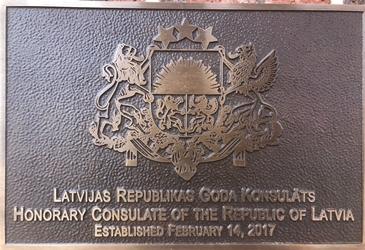 LATVIJAS REPUBLIKAS GODA KONSULĀTS
HONORARY CONSULATE OF THE REPUBLIC OF LATVIA
ESTABLISHED FEBRUARY 14, 2017